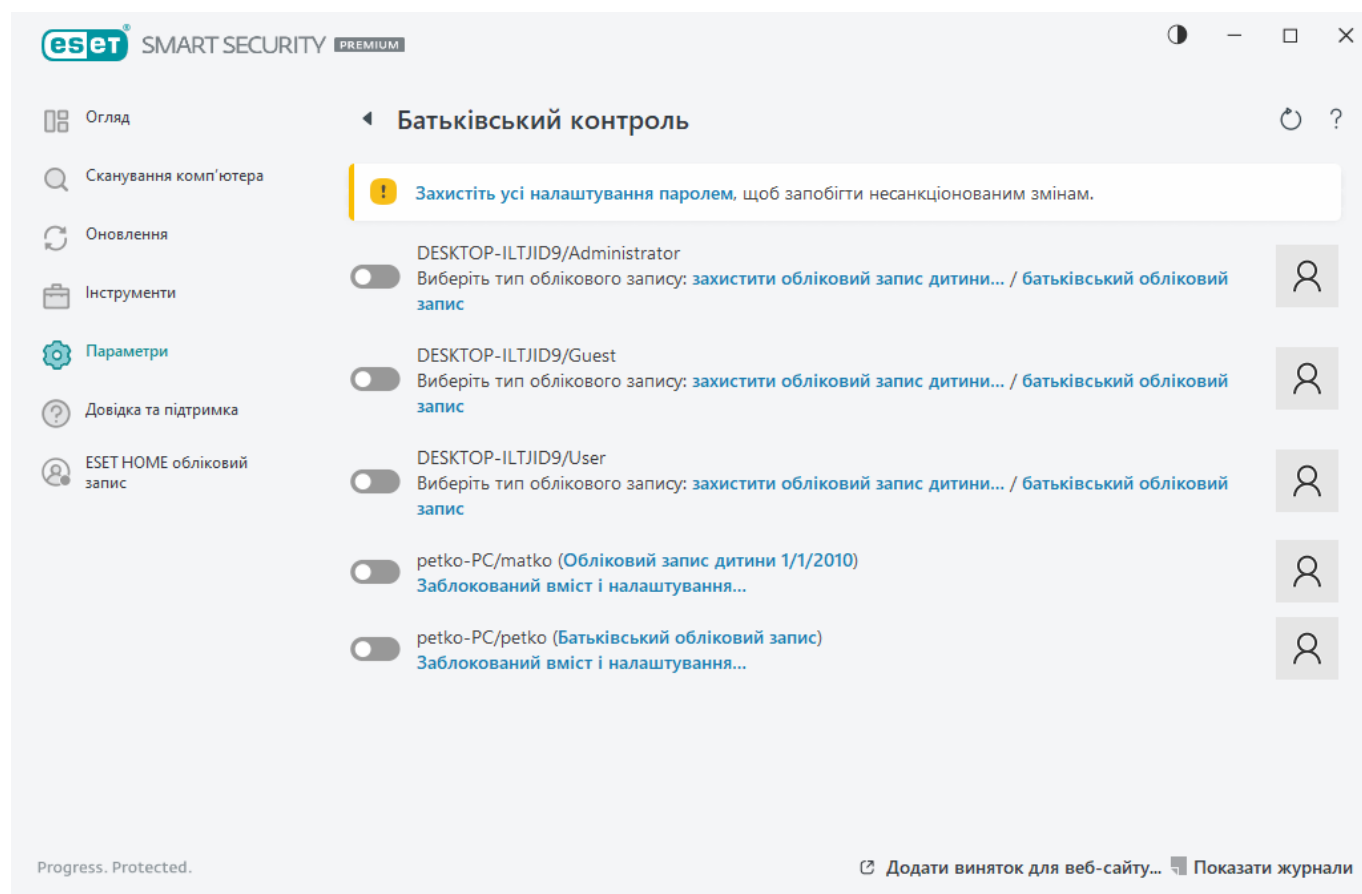 eset® SMART SECURITY PREMIUM
Огляд
Сканування комп'ютера
Оновлення
Інструменти
Параметри
Довідка та підтримка
ESET HOME обліковий
запис
Батьківський контроль
?
! Захистіть усі налаштування паролем, щоб запобігти несанкціонованим змінам.
DESKTOP-ILTJID9/Administrator
Виберіть тип облікового запису: захистити обліковий запис дитини... / батьківський обліковий
запис
DESKTOP-ILTJID9/Guest
Виберіть тип облікового запису: захистити обліковий запис дитини... / батьківський обліковий
запис
DESKTOP-ILTJID9/User
Виберіть тип облікового запису: захистити обліковий запис дитини... / батьківський обліковий
запис
petko-PC/matko (Обліковий запис дитини 1/1/2010)
Заблокований вміст і налаштування...
petko-PC/petko (Батьківський обліковий запис)
Заблокований вміст і налаштування...
Progress. Protected.
Додати виняток для веб-сайту... Показати журнали